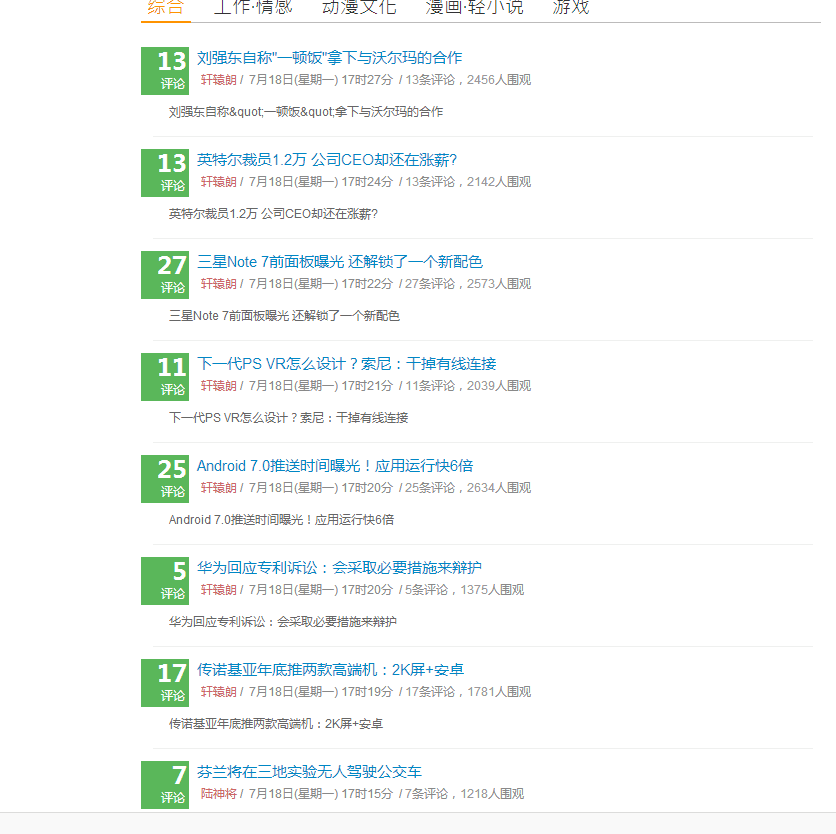 综合 工作·情感 动漫文化 漫画·轻小说 游戏
13 刘强东自称"一顿饭"拿下与沃尔玛的合作
评论 轩辕朗 / 7月18日(星期一) 17时27分 / 13条评论，2456人围观
刘强东自称&quot;一顿饭&quot;拿下与沃尔玛的合作
13 英特尔裁员1.2万 公司CEO却还在涨薪?
评论 轩辕朗 / 7月18日(星期一) 17时24分 / 13条评论，2142人围观
英特尔裁员1.2万 公司CEO却还在涨薪?
27 三星Note 7前面板曝光 还解锁了一个新配色
评论 轩辕朗 / 7月18日(星期一) 17时22分 / 27条评论，2573人围观
三星Note 7前面板曝光 还解锁了一个新配色
11 下一代PS VR怎么设计？索尼：干掉有线连接
评论 轩辕朗 / 7月18日(星期一) 17时21分 / 11条评论，2039人围观
下一代PS VR怎么设计？索尼：干掉有线连接
25 Android 7.0推送时间曝光！应用运行快6倍
评论 轩辕朗 / 7月18日(星期一) 17时20分 / 25条评论，2634人围观
Android 7.0推送时间曝光！应用运行快6倍
5 华为回应专利诉讼：会采取必要措施来辩护
评论 轩辕朗 / 7月18日(星期一) 17时20分 / 5条评论，1375人围观
华为回应专利诉讼：会采取必要措施来辩护
17 传诺基亚年底推两款高端机：2K屏+安卓
评论 轩辕朗 / 7月18日(星期一) 17时19分 / 17条评论，1781人围观
传诺基亚年底推两款高端机：2K屏+安卓
7 芬兰将在三地实验无人驾驶公交车
评论 陆神将 / 7月18日(星期一) 17时15分 / 7条评论，1218人围观